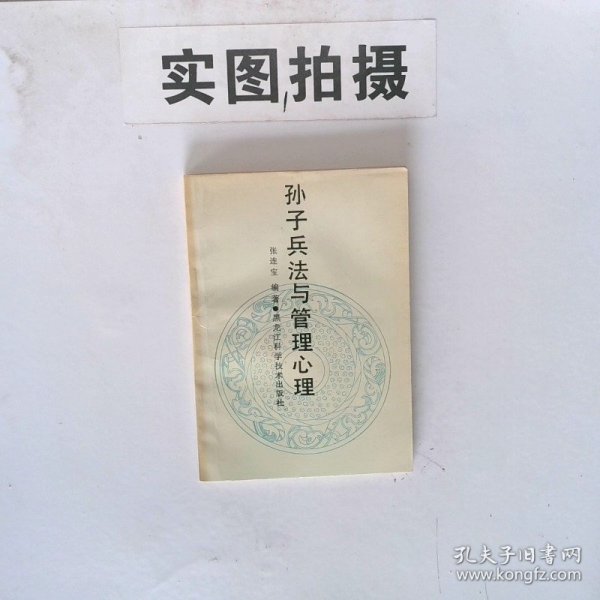 实图拍摄
孙子兵法与管理心理
张连宝 编著●黑龙江科学技术出版社
孔夫子旧书网
www.kongfz.com